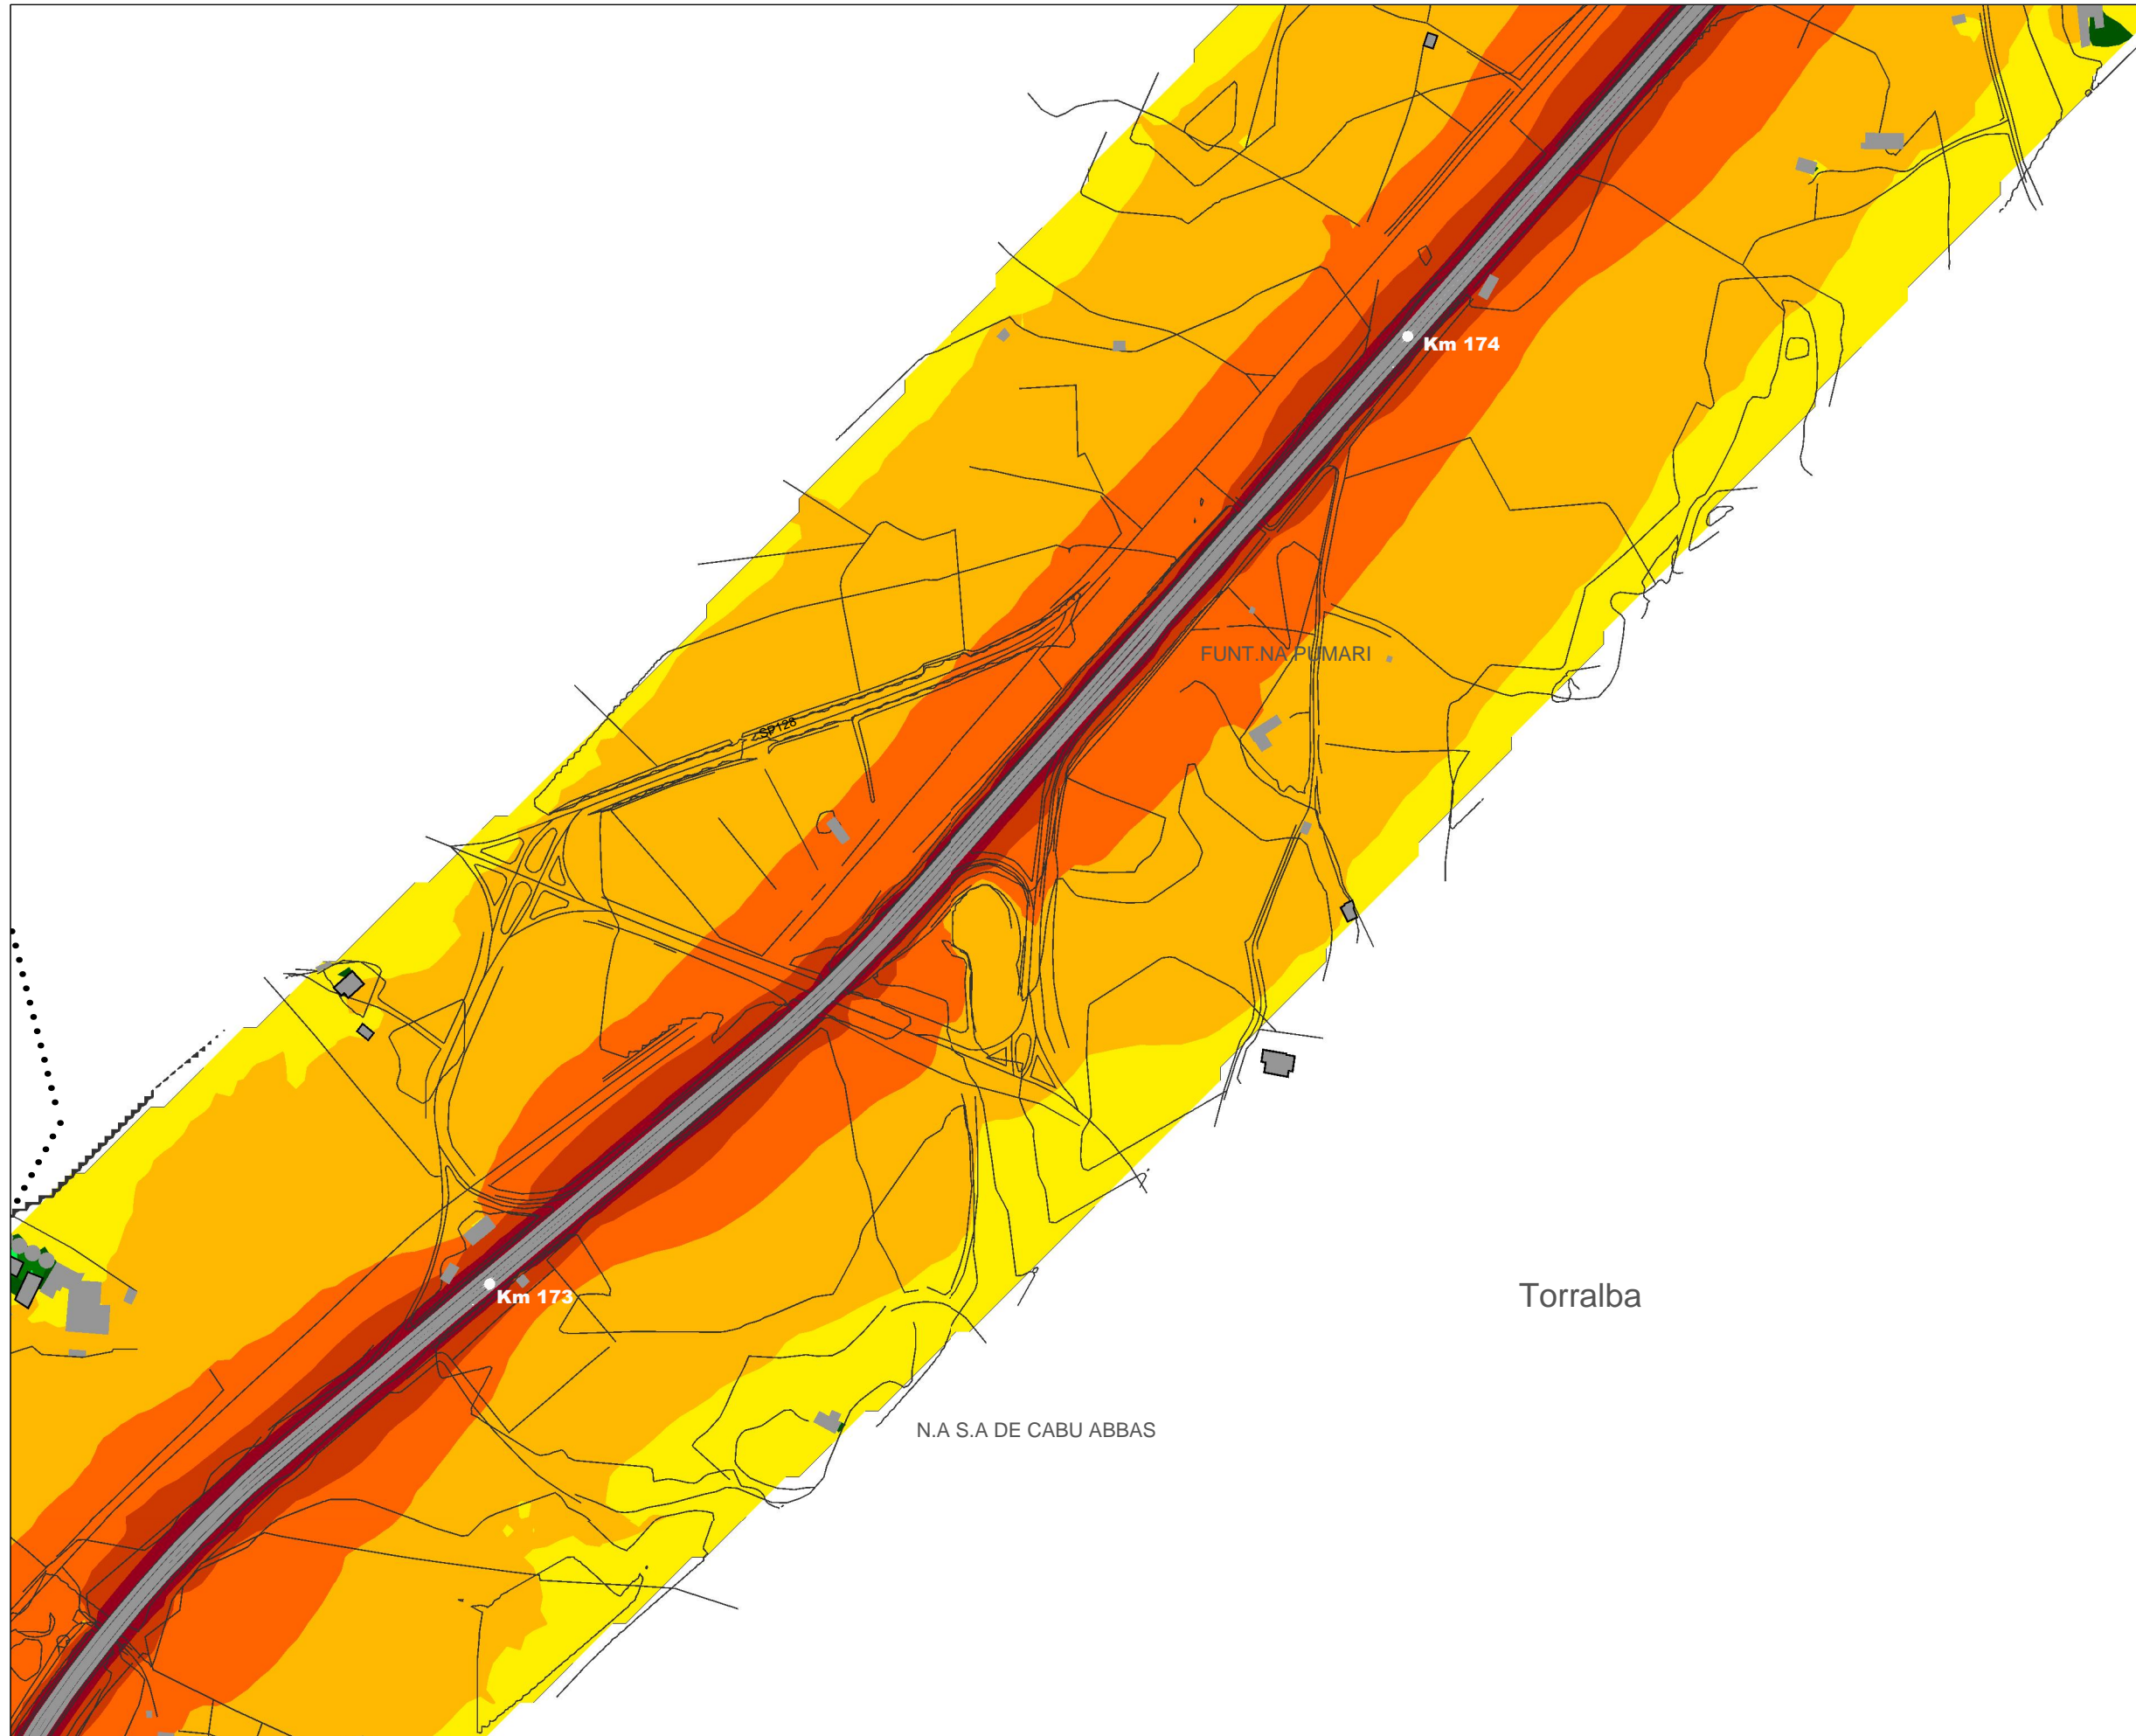 Km 174
FUNT.NA PUMARI
SP128
Km 173
Torralba
N.A S.A DE CABU ABBAS